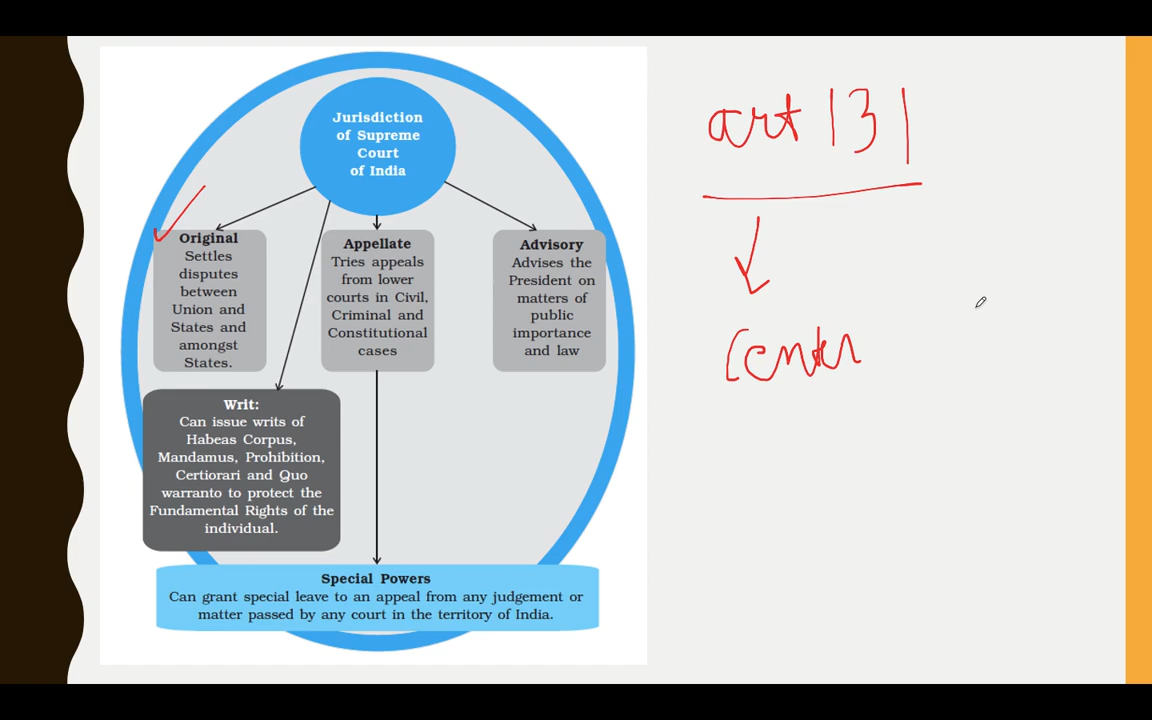 Jurisdiction
of Supreme
Court
of India
Original
Settles
disputes
between
Union and
States and
amongst
States.
Appellate
Tries appeals
from lower
courts in Civil,
Criminal and
Constitutional
cases
Advisory
Advises the
President on
matters of
public
importance
and law
Writ:
Can issue writs of
Habeas Corpus,
Mandamus, Prohibition,
Certiorari and Quo
warranto to protect the
Fundamental Rights of the
individual.
Special Powers
Can grant special leave to an appeal from any judgement or
matter passed by any court in the territory of India.
art 131